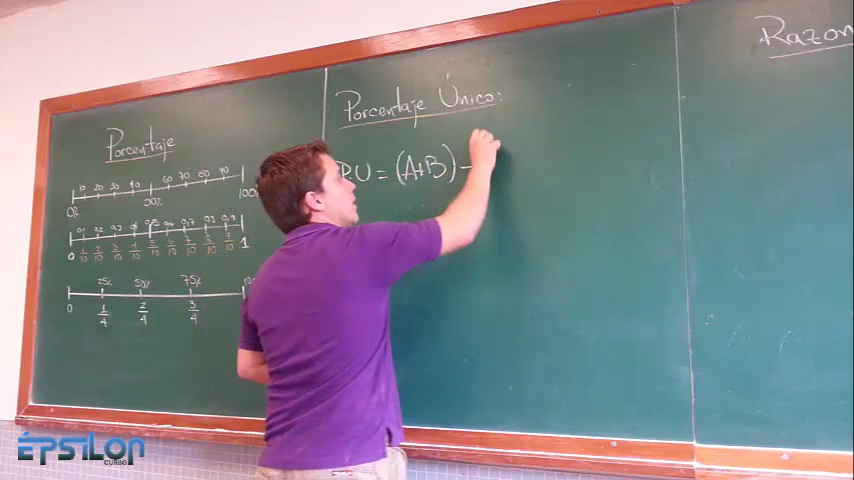 Porcentaje
10 20 30 40 60 70 80 90
0% 50% 100
0,1 0,2 0,3 0,4 0,5 0,6 0,7 0,8 0,9
0 1/10 2/10 3/10 4/10 5/10 6/10 7/10 8/10 9/10 1
25% 50% 75%
0 1/4 2/4 3/4
Porcentaje Único:
P.U = (A+B) -
Razon
ÉPSILON
CURSO